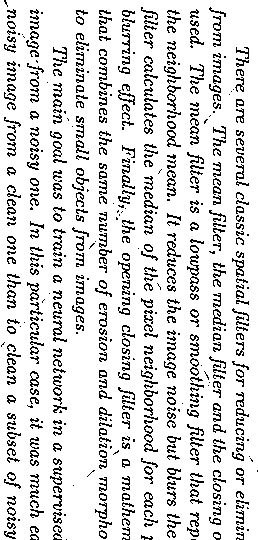 There are several classic spatial filters for reducing or elimin
from images. The mean filter, the median filter and the closing o
used. The mean filter is a lowpass or smoothing filter that repl
the neighborhood mean. It reduces the image noise but blurs the
filter calculates the median of the pixel neighborhood for each p
blurring effect. Finally, the opening closing filter is a mathem
that combines the same number of erosion and dilation morpho
to eliminate small objects from images.
The main goal was to train a neural network in a supervised
image from a noisy one. In this particular case, it was much ea
noisy image from a clean one than to clean a subset of noisy